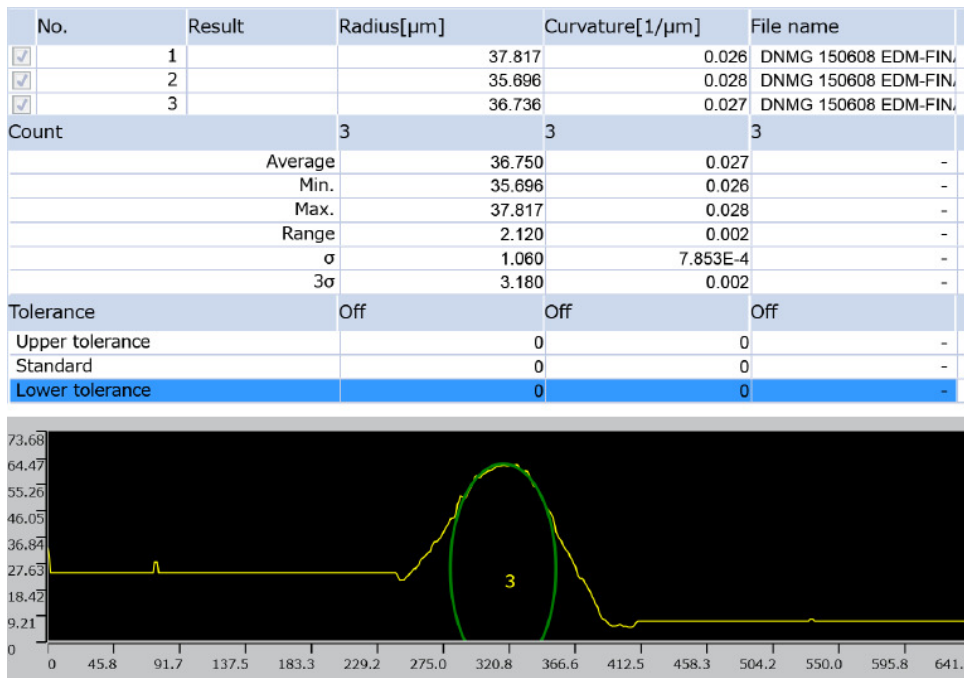 No. Result Radius[µm] Curvature[1/µm] File name
1 37.817 0.026 DNMG 150608 EDM-FIN
2 35.696 0.028 DNMG 150608 EDM-FIN
3 36.736 0.027 DNMG 150608 EDM-FIN
Count 3 3 3
Average 36.750 0.027 -
Min. 35.696 0.026 -
Max. 37.817 0.028 -
Range 2.120 0.002 -
σ 1.060 7.853E-4 -
3σ 3.180 0.002 -
Tolerance Off Off Off
Upper tolerance 0 0 -
Standard 0 0 -
Lower tolerance 0 0 -
73.68
64.47
55.26
46.05
36.84
27.63
18.42
9.21
0
3
0 45.8 91.7 137.5 183.3 229.2 275.0 320.8 366.6 412.5 458.3 504.2 550.0 595.8 641.